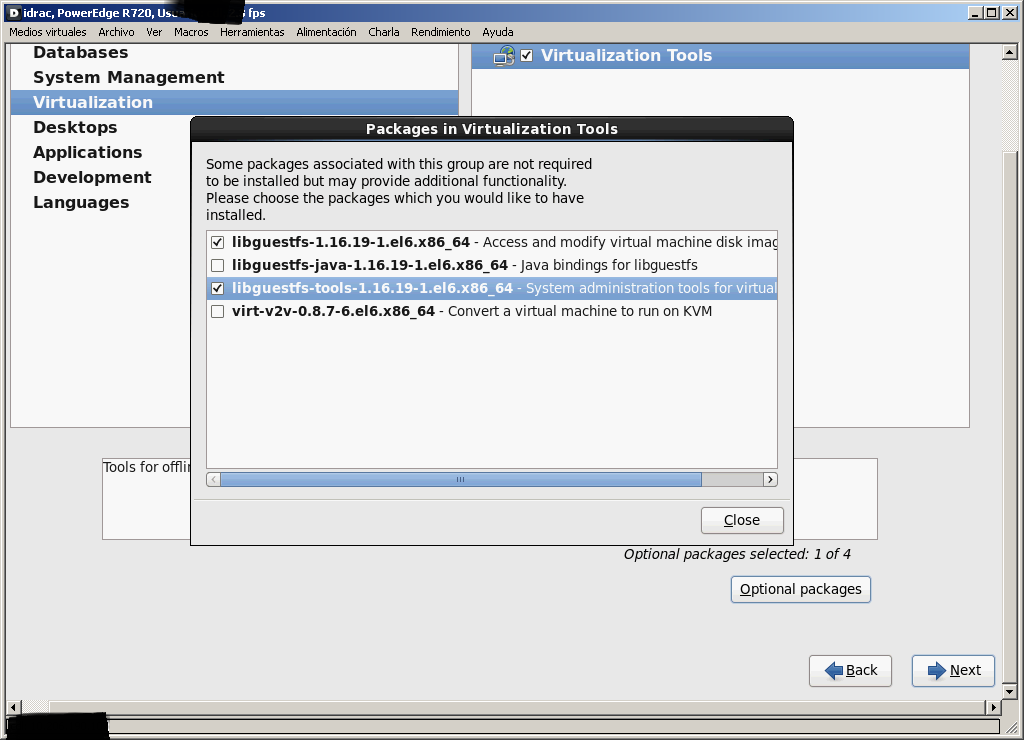 idrac, PowerEdge R720, Usu fps
Medios virtuales Archivo Ver Macros Herramientas Alimentación Charla Rendimiento Ayuda
Databases
System Management
Virtualization
Desktops
Applications
Development
Languages
Virtualization Tools
Packages in Virtualization Tools
Some packages associated with this group are not required
to be installed but may provide additional functionality.
Please choose the packages which you would like to have
installed.
libguestfs-1.16.19-1.el6.x86_64 - Access and modify virtual machine disk imag
libguestfs-java-1.16.19-1.el6.x86_64 - Java bindings for libguestfs
libguestfs-tools-1.16.19-1.el6.x86_64 - System administration tools for virtual
virt-v2v-0.8.7-6.el6.x86_64 - Convert a virtual machine to run on KVM
Close
Tools for offli
Optional packages selected: 1 of 4
Optional packages
Back
Next